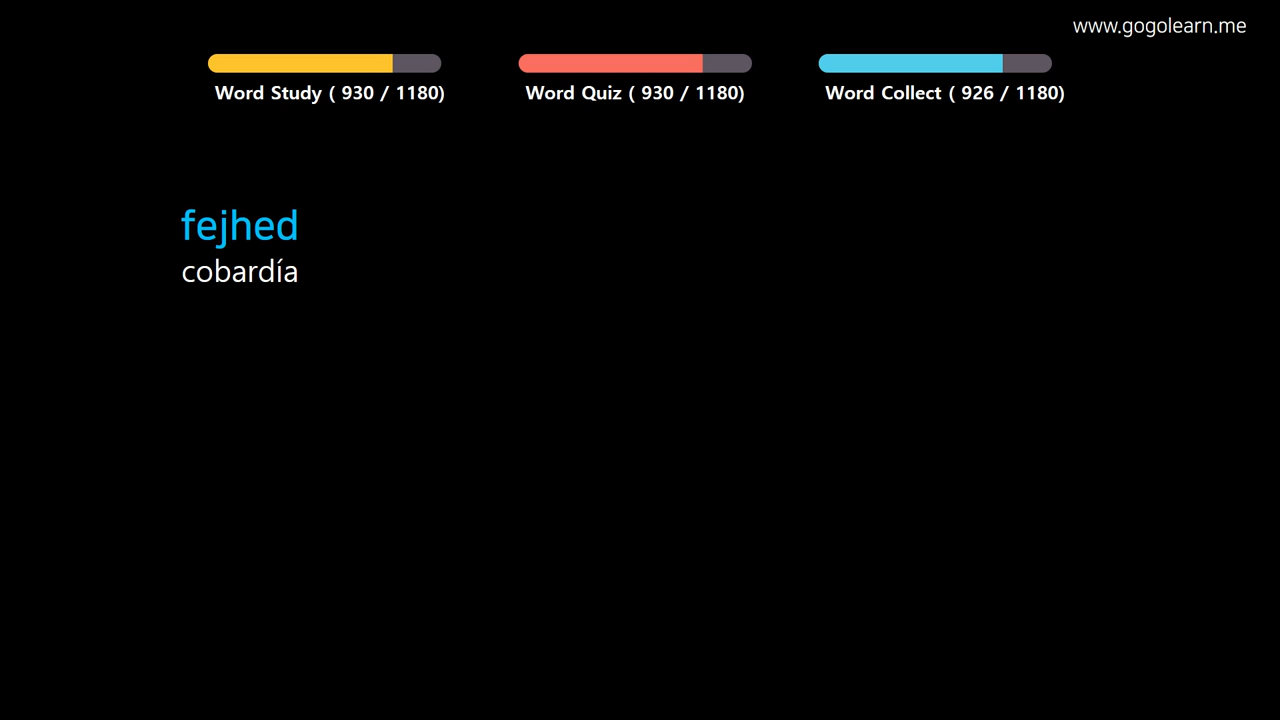 www.gogolearn.me
Word Study ( 930 / 1180)
Word Quiz ( 930 / 1180)
Word Collect ( 926 / 1180)
fejhed
cobardía